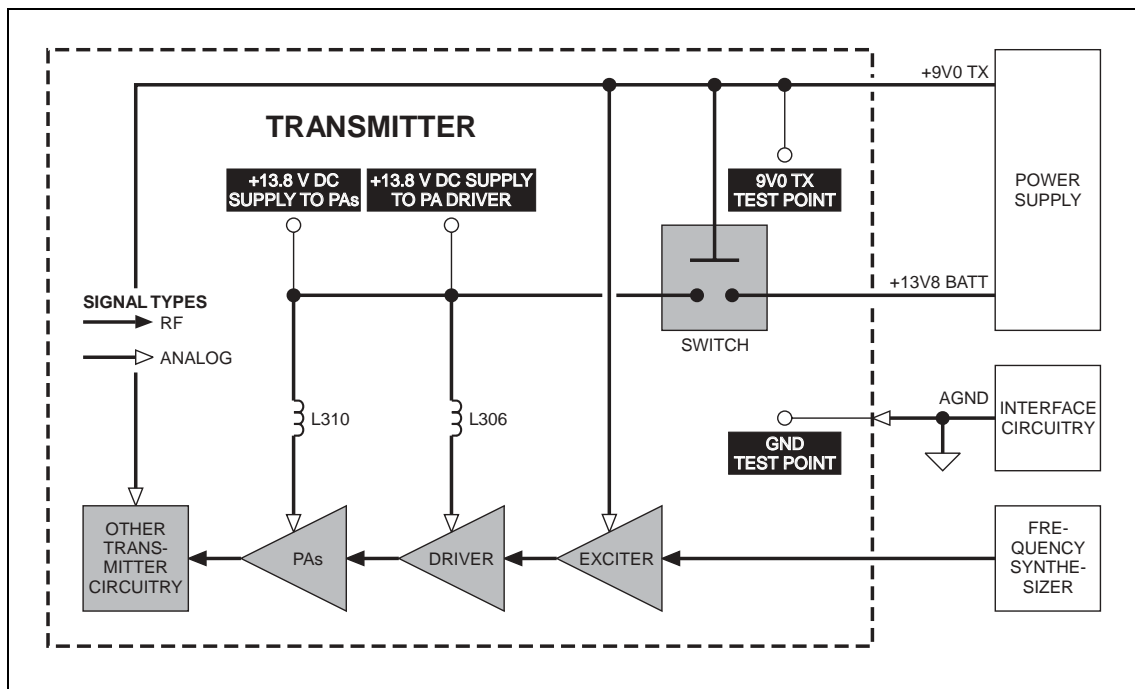 +9V0 TX
TRANSMITTER
+13.8 V DC
SUPPLY TO PAs
+13.8 V DC SUPPLY
TO PA DRIVER
9V0 TX
TEST POINT
POWER
SUPPLY
+13V8 BATT
SIGNAL TYPES
RF
ANALOG
SWITCH
L310
L306
AGND
INTERFACE
CIRCUITRY
GND
TEST POINT
OTHER
TRANS-
MITTER
CIRCUITRY
PAs
DRIVER
EXCITER
FRE-
QUENCY
SYNTHE-
SIZER